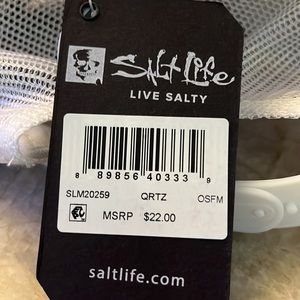 Salt Life
LIVE SALTY
8 89856 40333 9
SLM20259 QRTZ OSFM
MSRP $22.00
saltlife.com